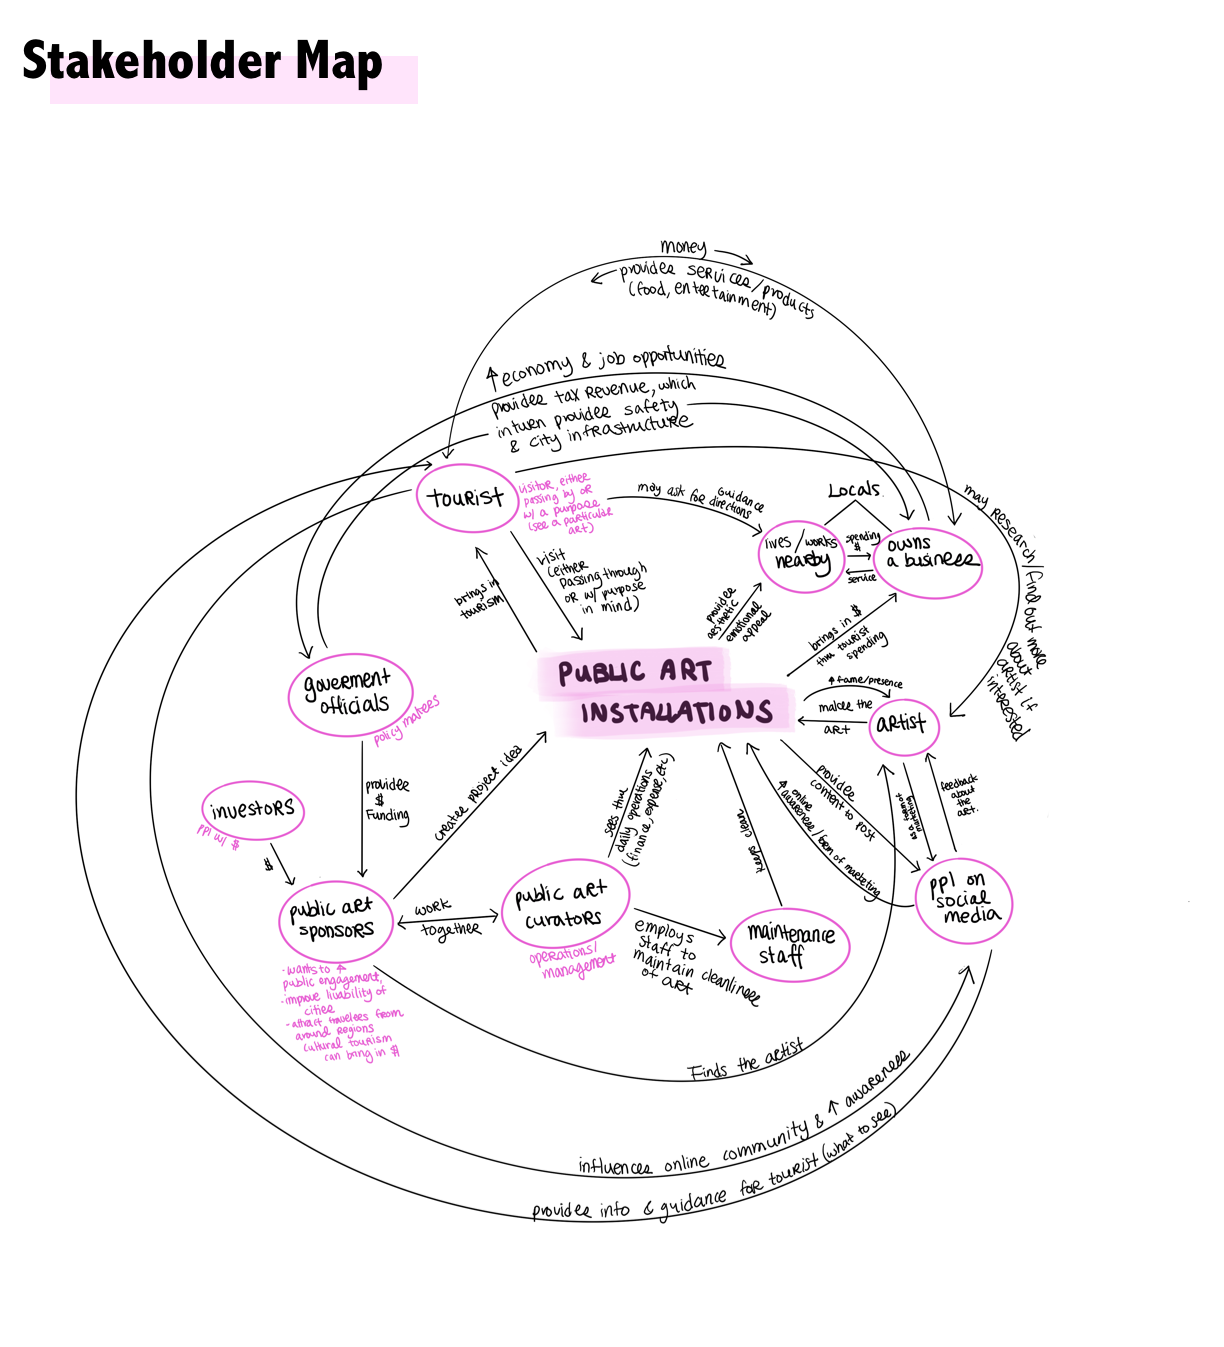 Stakeholder Map
money
provides services/products
(food, entertainment)
↑ economy & job opportunities
provides tax revenue, which
in turn provides safety
& city infrastructure
tourist
visitor, either
passing by or
w/ a purpose
(see a particular
art)
may ask for guidance
directions
Locals
lives / works
nearby
spending
$
service
owns
a business
may research/find out more
about
artist if
interested
visit
(either
passing through
or w/ purpose
in mind)
brings in
tourism
provides
aesthetic
emotional
appeal
brings in $
thru tourist
spending
PUBLIC ART
INSTALLATIONS
↑ fame/presence
makes the
art
artist
goverment
officials
policy makers
provides
$
Funding
investors
ppl w/ $
$
creates project idea
sees thru
daily operations
(finance, expense, etc)
keeps clean
provides
content to post
↑ online
awareness/form of marketing
as a form of
marketing
feedback
about
the
art.
public art
sponsors
- wants to ↑
public engagement,
- improve livability of
cities
- attract travelers from
around regions
cultural tourism
can bring in $
work
together
public art
curators
operations/
management
employs
staff to
maintain cleanliness
of art
maintenance
staff
ppl on
social
media
Finds the artist
influences online community & ↑ awareness
provides info & guidance for tourist (what to see)